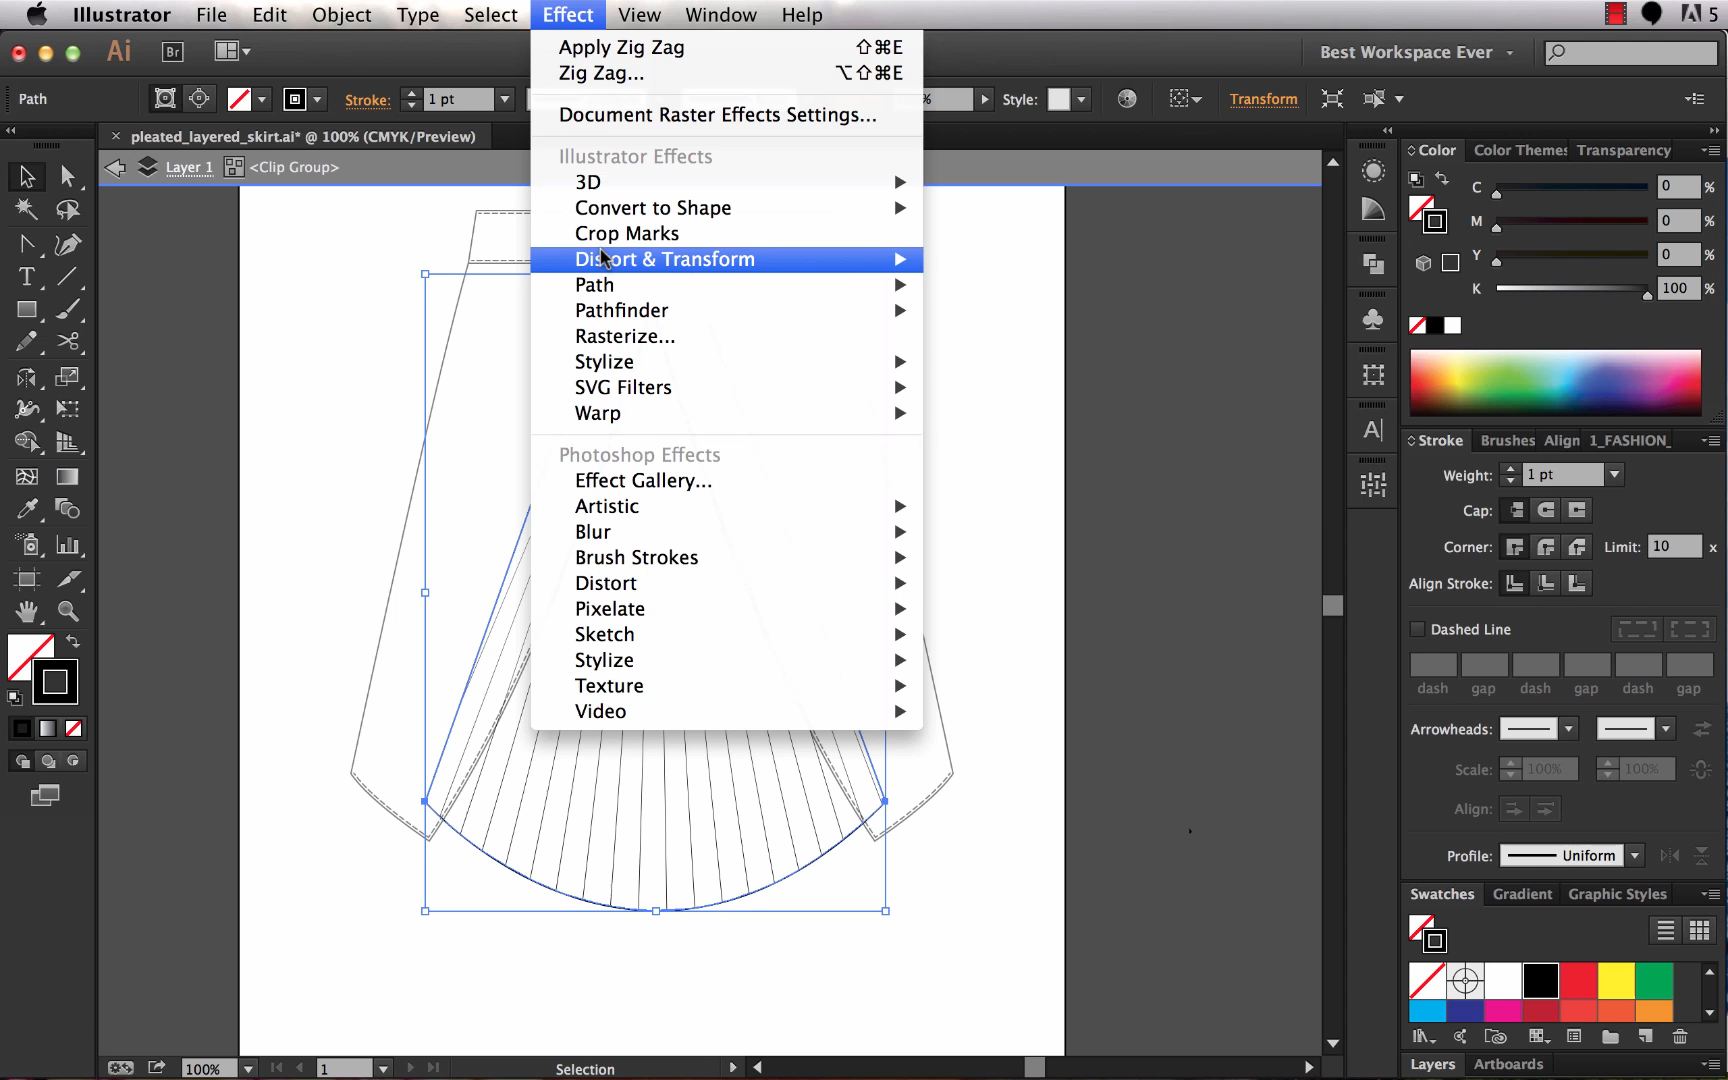 Illustrator File Edit Object Type Select Effect View Window Help 5
Ai Br Best Workspace Ever
Path Stroke: 1 pt % Style: Transform
× pleated_layered_skirt.ai* @ 100% (CMYK/Preview)
Layer 1 <Clip Group>
Apply Zig Zag ⇧⌘E
Zig Zag... ⌥⇧⌘E
Document Raster Effects Settings...
Illustrator Effects
3D
Convert to Shape
Crop Marks
Distort & Transform
Path
Pathfinder
Rasterize...
Stylize
SVG Filters
Warp
Photoshop Effects
Effect Gallery...
Artistic
Blur
Brush Strokes
Distort
Pixelate
Sketch
Stylize
Texture
Video
Color Color Themes Transparency
C 0 %
M 0 %
Y 0 %
K 100 %
Stroke Brushes Align 1_FASHION_
Weight: 1 pt
Cap:
Corner: Limit: 10 x
Align Stroke:
Dashed Line
dash gap dash gap dash gap
Arrowheads:
Scale: 100% 100%
Align:
Profile: Uniform
Swatches Gradient Graphic Styles
Layers Artboards
100% 1 Selection